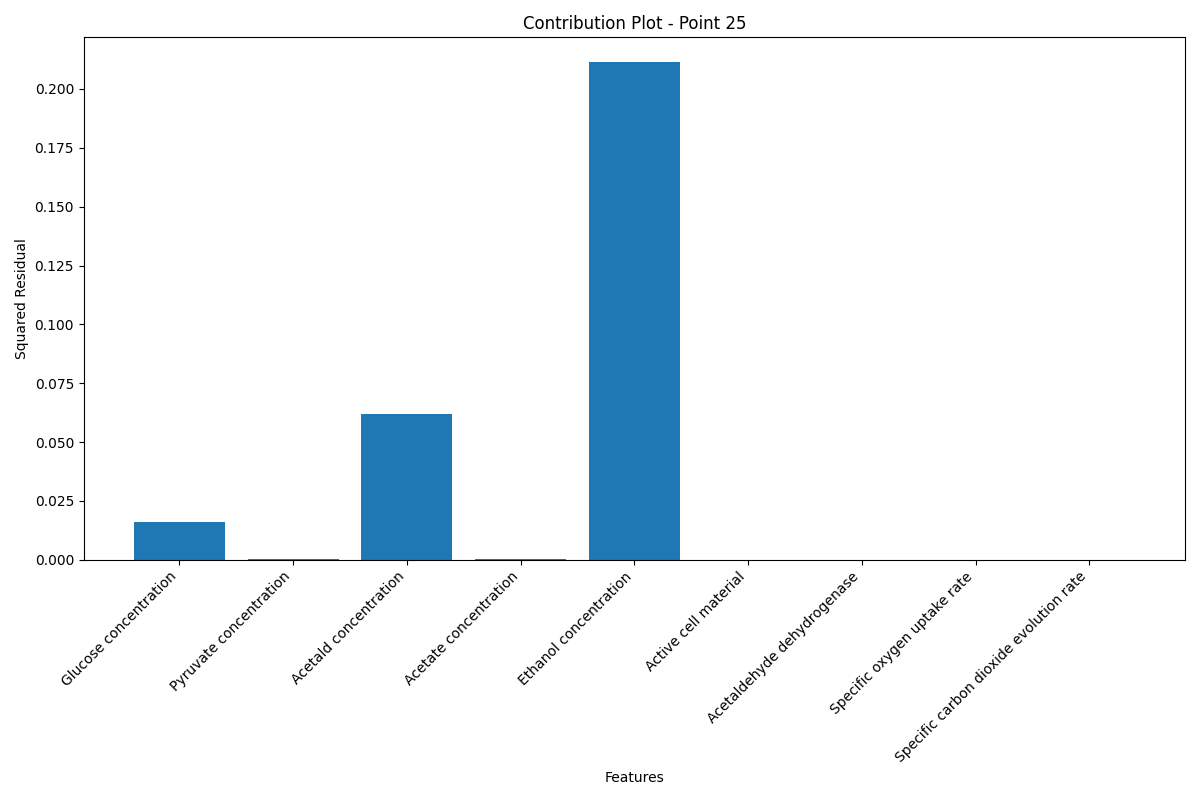 Contribution Plot - Point 25
Squared Residual
0.200
0.175
0.150
0.125
0.100
0.075
0.050
0.025
0.000
Glucose concentration
Pyruvate concentration
Acetald concentration
Acetate concentration
Ethanol concentration
Active cell material
Acetaldehyde dehydrogenase
Specific oxygen uptake rate
Specific carbon dioxide evolution rate
Features